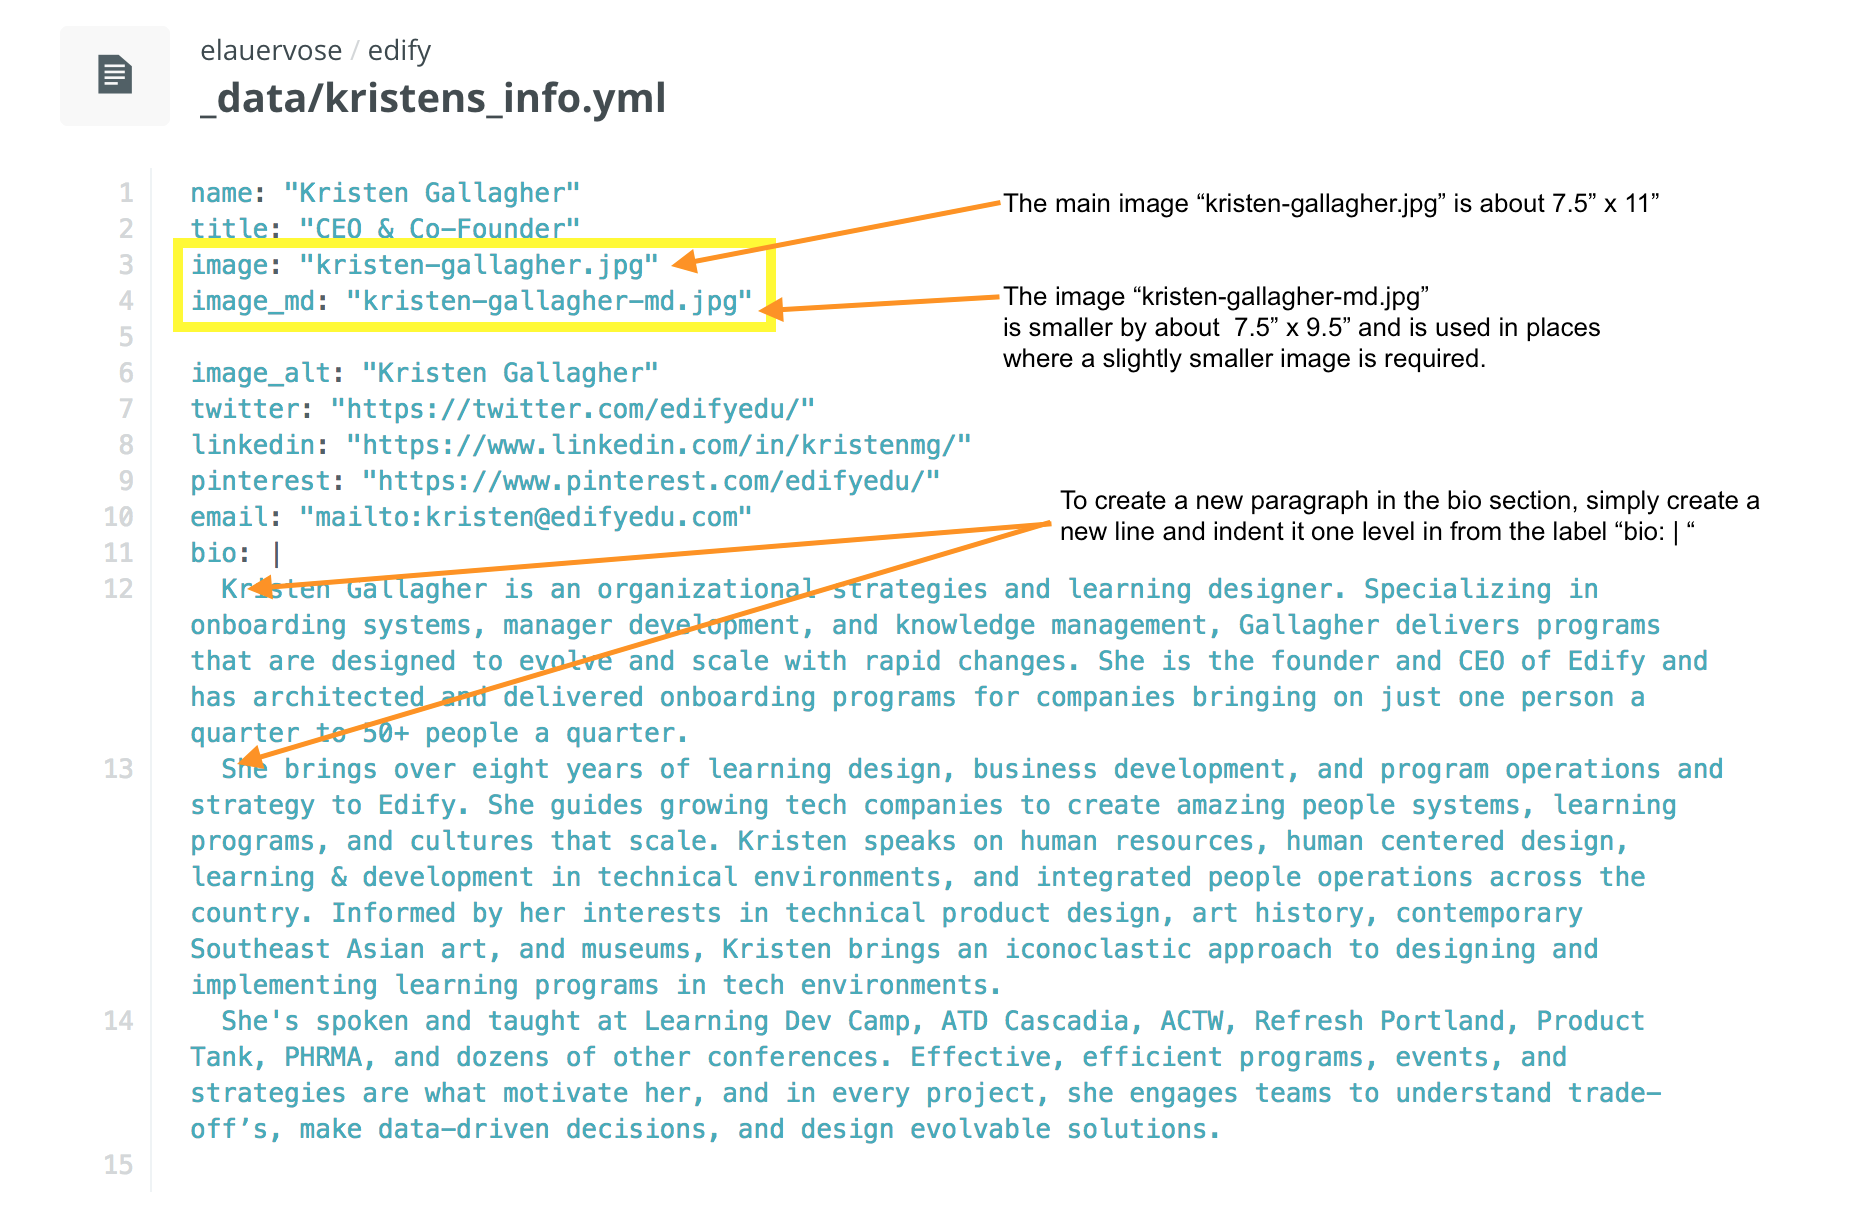 elauervose / edify
_data/kristens_info.yml
1 name: "Kristen Gallagher"
2 title: "CEO & Co-Founder"
3 image: "kristen-gallagher.jpg"
4 image_md: "kristen-gallagher-md.jpg"
5
6 image_alt: "Kristen Gallagher"
7 twitter: "https://twitter.com/edifyedu/"
8 linkedin: "https://www.linkedin.com/in/kristenmg/"
9 pinterest: "https://www.pinterest.com/edifyedu/"
10 email: "mailto:kristen@edifyedu.com"
11 bio: |
12 Kristen Gallagher is an organizational strategies and learning designer. Specializing in
onboarding systems, manager development, and knowledge management, Gallagher delivers programs
that are designed to evolve and scale with rapid changes. She is the founder and CEO of Edify and
has architected and delivered onboarding programs for companies bringing on just one person a
quarter to 50+ people a quarter.
13 She brings over eight years of learning design, business development, and program operations and
strategy to Edify. She guides growing tech companies to create amazing people systems, learning
programs, and cultures that scale. Kristen speaks on human resources, human centered design,
learning & development in technical environments, and integrated people operations across the
country. Informed by her interests in technical product design, art history, contemporary
Southeast Asian art, and museums, Kristen brings an iconoclastic approach to designing and
implementing learning programs in tech environments.
14 She's spoken and taught at Learning Dev Camp, ATD Cascadia, ACTW, Refresh Portland, Product
Tank, PHRMA, and dozens of other conferences. Effective, efficient programs, events, and
strategies are what motivate her, and in every project, she engages teams to understand trade-
off’s, make data-driven decisions, and design evolvable solutions.
15
The main image “kristen-gallagher.jpg” is about 7.5” x 11”
The image “kristen-gallagher-md.jpg”
is smaller by about 7.5” x 9.5” and is used in places
where a slightly smaller image is required.
To create a new paragraph in the bio section, simply create a
new line and indent it one level in from the label “bio: | “